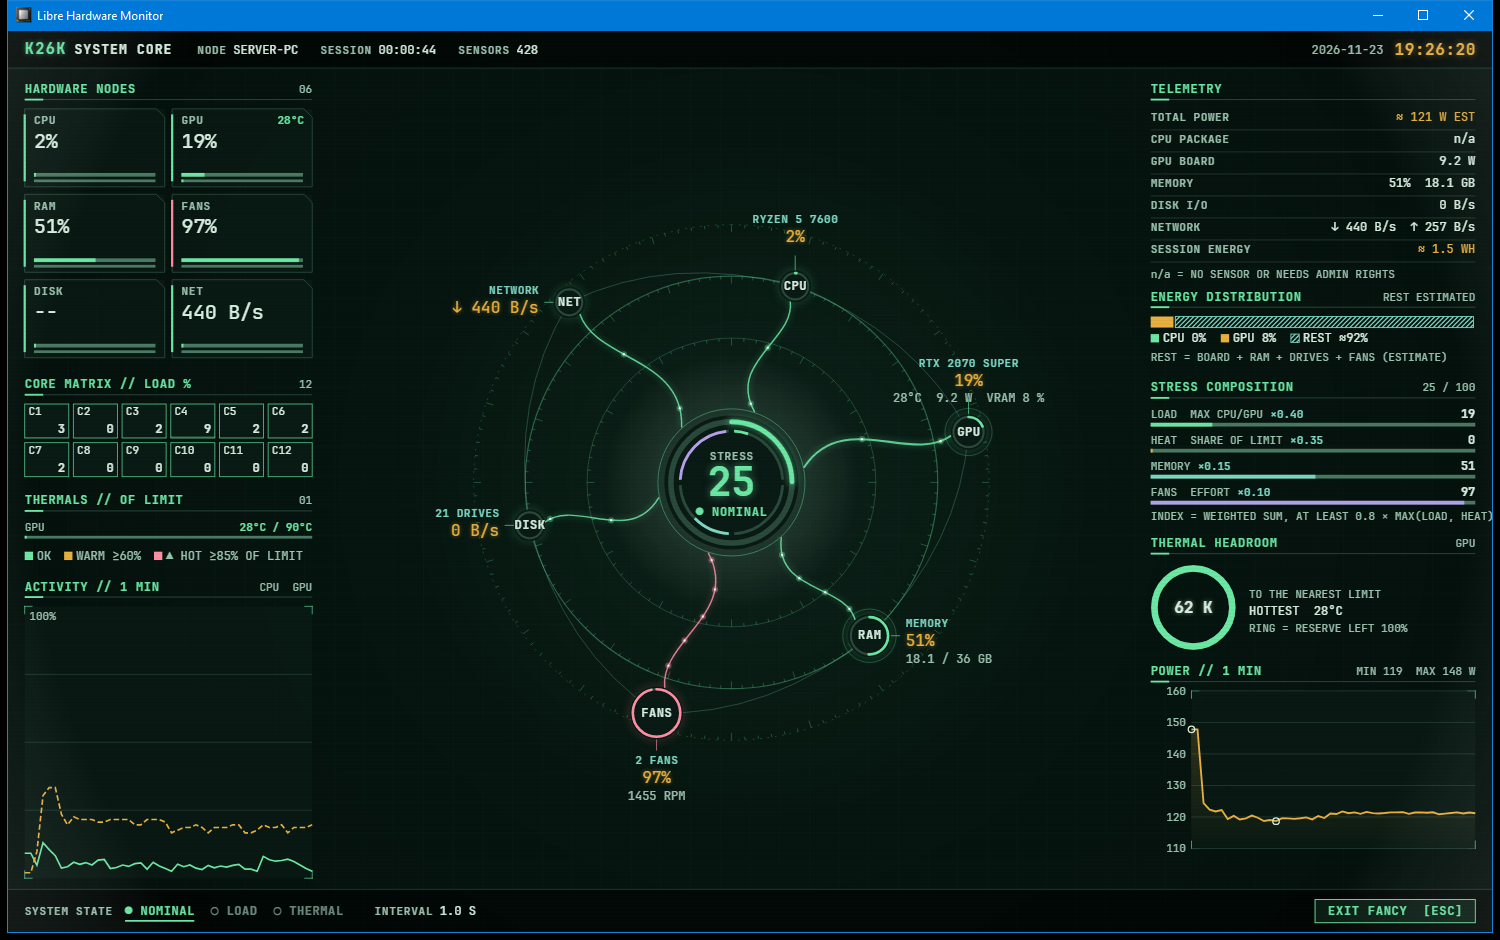 Libre Hardware Monitor
K26K SYSTEM CORE NODE SERVER-PC SESSION 00:00:44 SENSORS 428 2026-11-23 19:26:20
HARDWARE NODES 06
CPU
2%
GPU 28°C
19%
RAM
51%
FANS
97%
DISK
--
NET
440 B/s
CORE MATRIX // LOAD % 12
C1 C2 C3 C4 C5 C6
3 0 2 9 2 2
C7 C8 C9 C10 C11 C12
2 0 0 0 0 0
THERMALS // OF LIMIT 01
GPU 28°C / 90°C
OK WARM ≥60% ▲ HOT ≥85% OF LIMIT
ACTIVITY // 1 MIN CPU GPU
100%
RYZEN 5 7600
2%
CPU
NETWORK
↓ 440 B/s
NET
RTX 2070 SUPER
19%
28°C 9.2 W VRAM 8 %
GPU
STRESS
25
● NOMINAL
21 DRIVES
0 B/s
DISK
RAM
MEMORY
51%
18.1 / 36 GB
FANS
2 FANS
97%
1455 RPM
TELEMETRY
TOTAL POWER ≈ 121 W EST
CPU PACKAGE n/a
GPU BOARD 9.2 W
MEMORY 51% 18.1 GB
DISK I/O 0 B/s
NETWORK ↓ 440 B/s ↑ 257 B/s
SESSION ENERGY ≈ 1.5 WH
n/a = NO SENSOR OR NEEDS ADMIN RIGHTS
ENERGY DISTRIBUTION REST ESTIMATED
CPU 0% GPU 8% REST ≈92%
REST = BOARD + RAM + DRIVES + FANS (ESTIMATE)
STRESS COMPOSITION 25 / 100
LOAD MAX CPU/GPU ×0.40 19
HEAT SHARE OF LIMIT ×0.35 0
MEMORY ×0.15 51
FANS EFFORT ×0.10 97
INDEX = WEIGHTED SUM, AT LEAST 0.8 × MAX(LOAD, HEAT)
THERMAL HEADROOM GPU
62 K
TO THE NEAREST LIMIT
HOTTEST 28°C
RING = RESERVE LEFT 100%
POWER // 1 MIN MIN 119 MAX 148 W
160
150
140
130
120
110
SYSTEM STATE ● NOMINAL ○ LOAD ○ THERMAL INTERVAL 1.0 S EXIT FANCY [ESC]